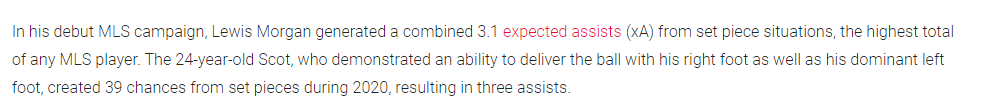 In his debut MLS campaign, Lewis Morgan generated a combined 3.1 expected assists (xA) from set piece situations, the highest total
of any MLS player. The 24-year-old Scot, who demonstrated an ability to deliver the ball with his right foot as well as his dominant left
foot, created 39 chances from set pieces during 2020, resulting in three assists.